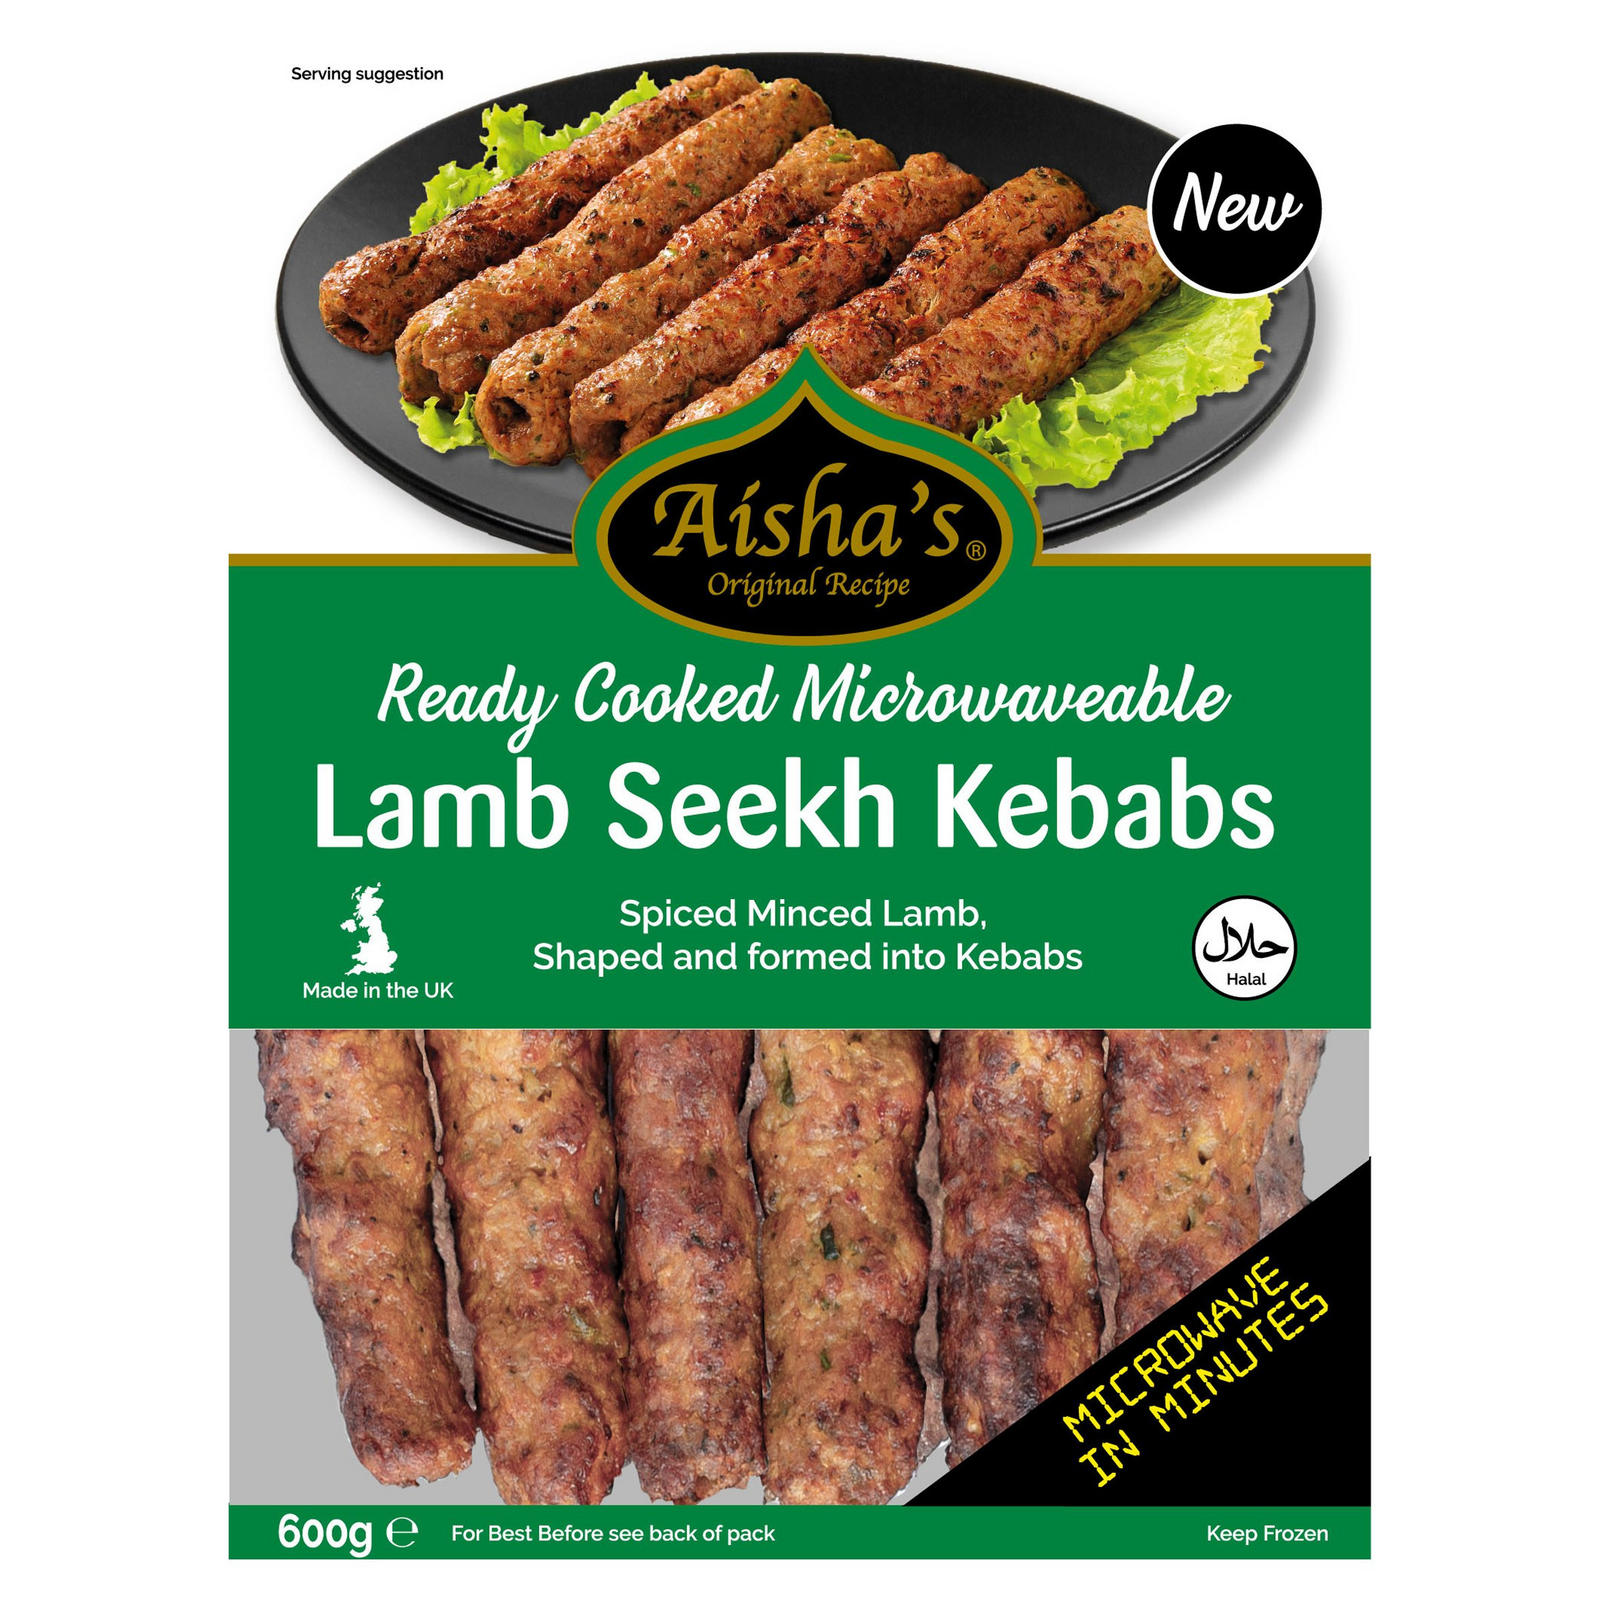 Serving suggestion
New
Aisha's®
Original Recipe
Ready Cooked Microwaveable
Lamb Seekh Kebabs
Spiced Minced Lamb,
Shaped and formed into Kebabs
Made in the UK
حلال
Halal
MICROWAVE
IN MINUTES
600g ℮
For Best Before see back of pack
Keep Frozen